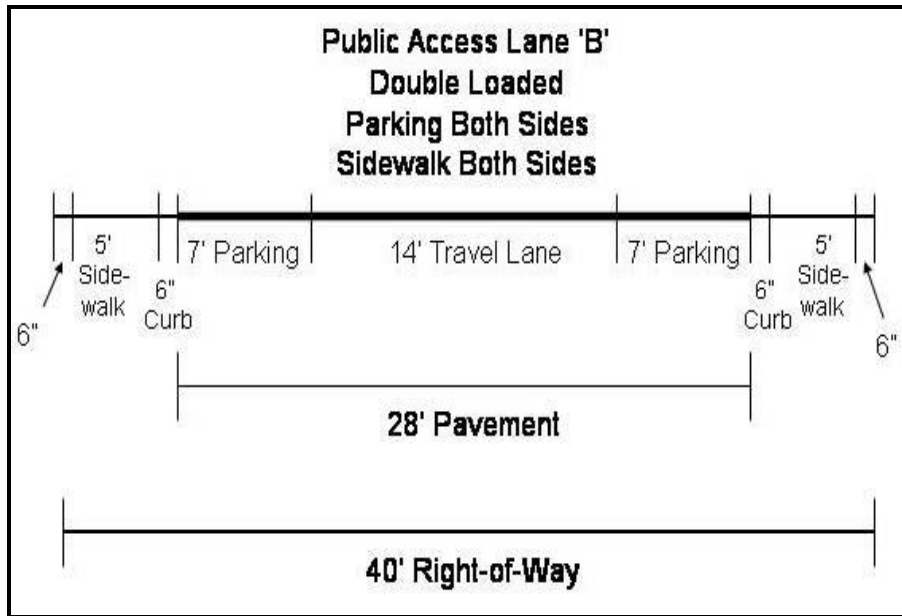 Public Access Lane 'B'
Double Loaded
Parking Both Sides
Sidewalk Both Sides
5'
Side-
walk
7' Parking
14' Travel Lane
7' Parking
5'
Side-
walk
6"
6"
Curb
6"
Curb
6"
28' Pavement
40' Right-of-Way